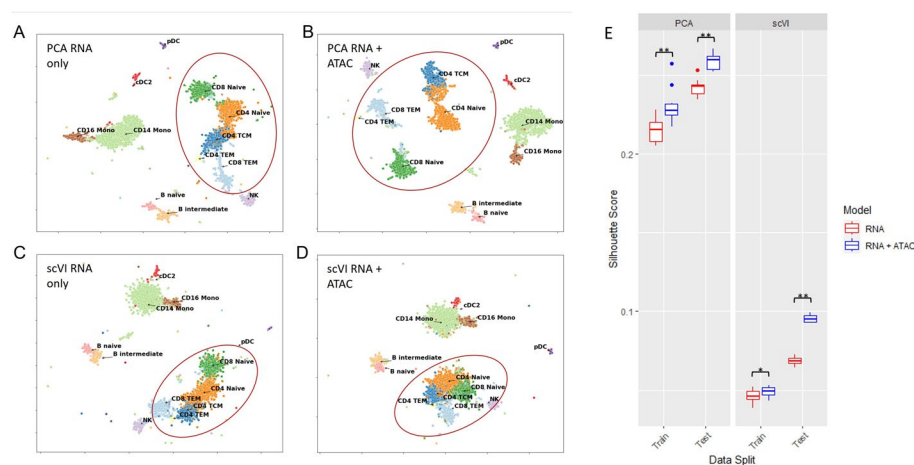 A
PCA RNA
only
pDC
cDC2
CD8 Naive
CD4 Naive
CD16 Mono
CD14 Mono
CD4 TCM
CD4 TEM
CD8 TEM
NK
B naive
B intermediate
B
PCA RNA +
ATAC
pDC
NK
CD4 TCM
cDC2
CD8 TEM
CD4 Naive
CD4 TEM
CD14 Mono
CD16 Mono
CD8 Naive
B intermediate
B naive
C
scVI RNA
only
cDC2
CD16 Mono
CD14 Mono
pDC
B naive
B intermediate
CD8 Naive
CD4 Naive
CD8 TEM
CD4 TCM
CD4 TEM
NK
D
scVI RNA +
ATAC
cDC2
CD14 Mono
CD16 Mono
pDC
B intermediate
B naive
CD4 Naive
CD8 Naive
CD4 TEM
CD4 TCM
CD8 TEM
NK
E
PCA
scVI
**
**
**
*
0.2
0.1
Silhouette Score
Train
Test
Train
Test
Data Split
Model
RNA
RNA + ATAC